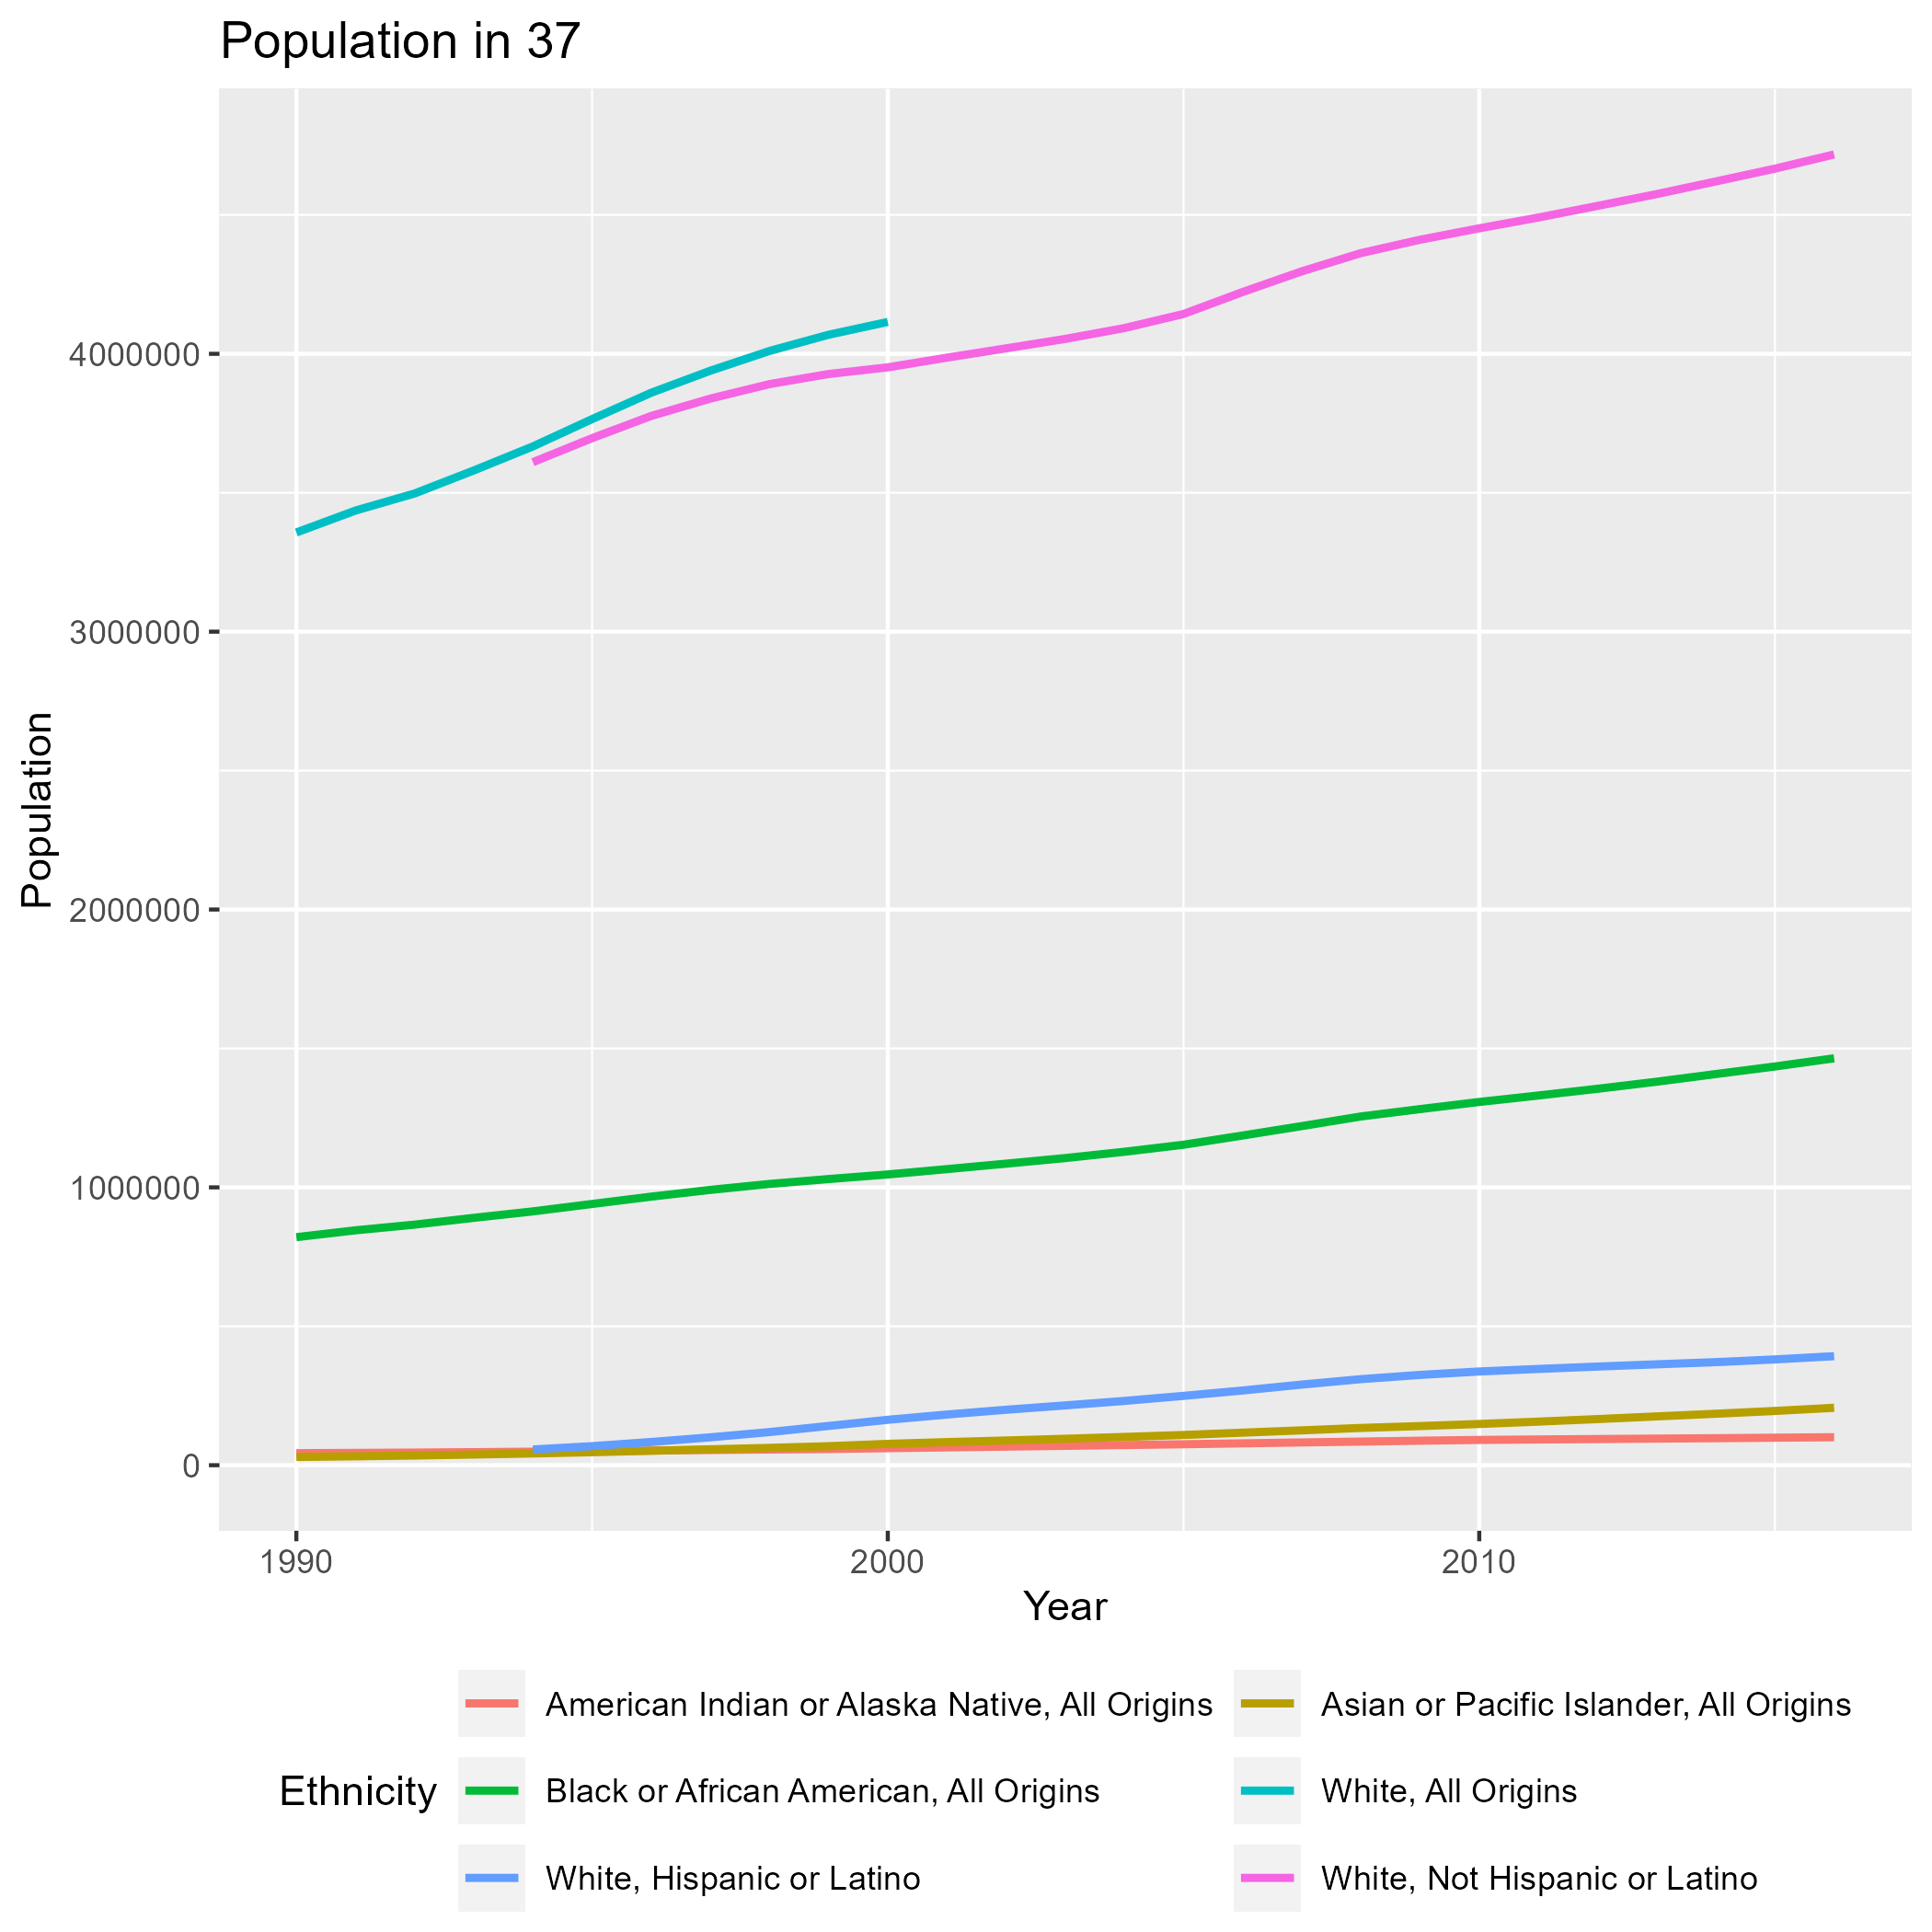 Population in 37
Population
4000000
3000000
2000000
1000000
0
1990
2000
2010
Year
Ethnicity
American Indian or Alaska Native, All Origins
Asian or Pacific Islander, All Origins
Black or African American, All Origins
White, All Origins
White, Hispanic or Latino
White, Not Hispanic or Latino